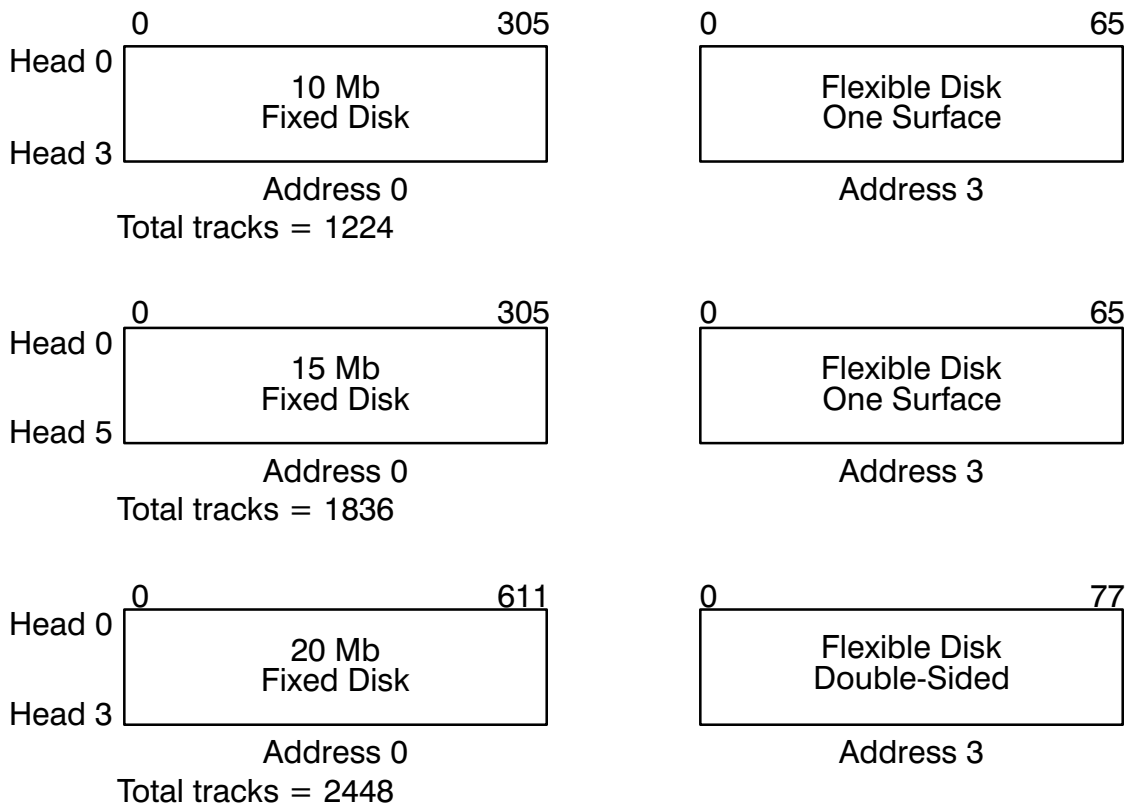 0 305
Head 0
10 Mb
Fixed Disk
Head 3
Address 0
Total tracks = 1224
0 65
Flexible Disk
One Surface
Address 3
0 305
Head 0
15 Mb
Fixed Disk
Head 5
Address 0
Total tracks = 1836
0 65
Flexible Disk
One Surface
Address 3
0 611
Head 0
20 Mb
Fixed Disk
Head 3
Address 0
Total tracks = 2448
0 77
Flexible Disk
Double-Sided
Address 3